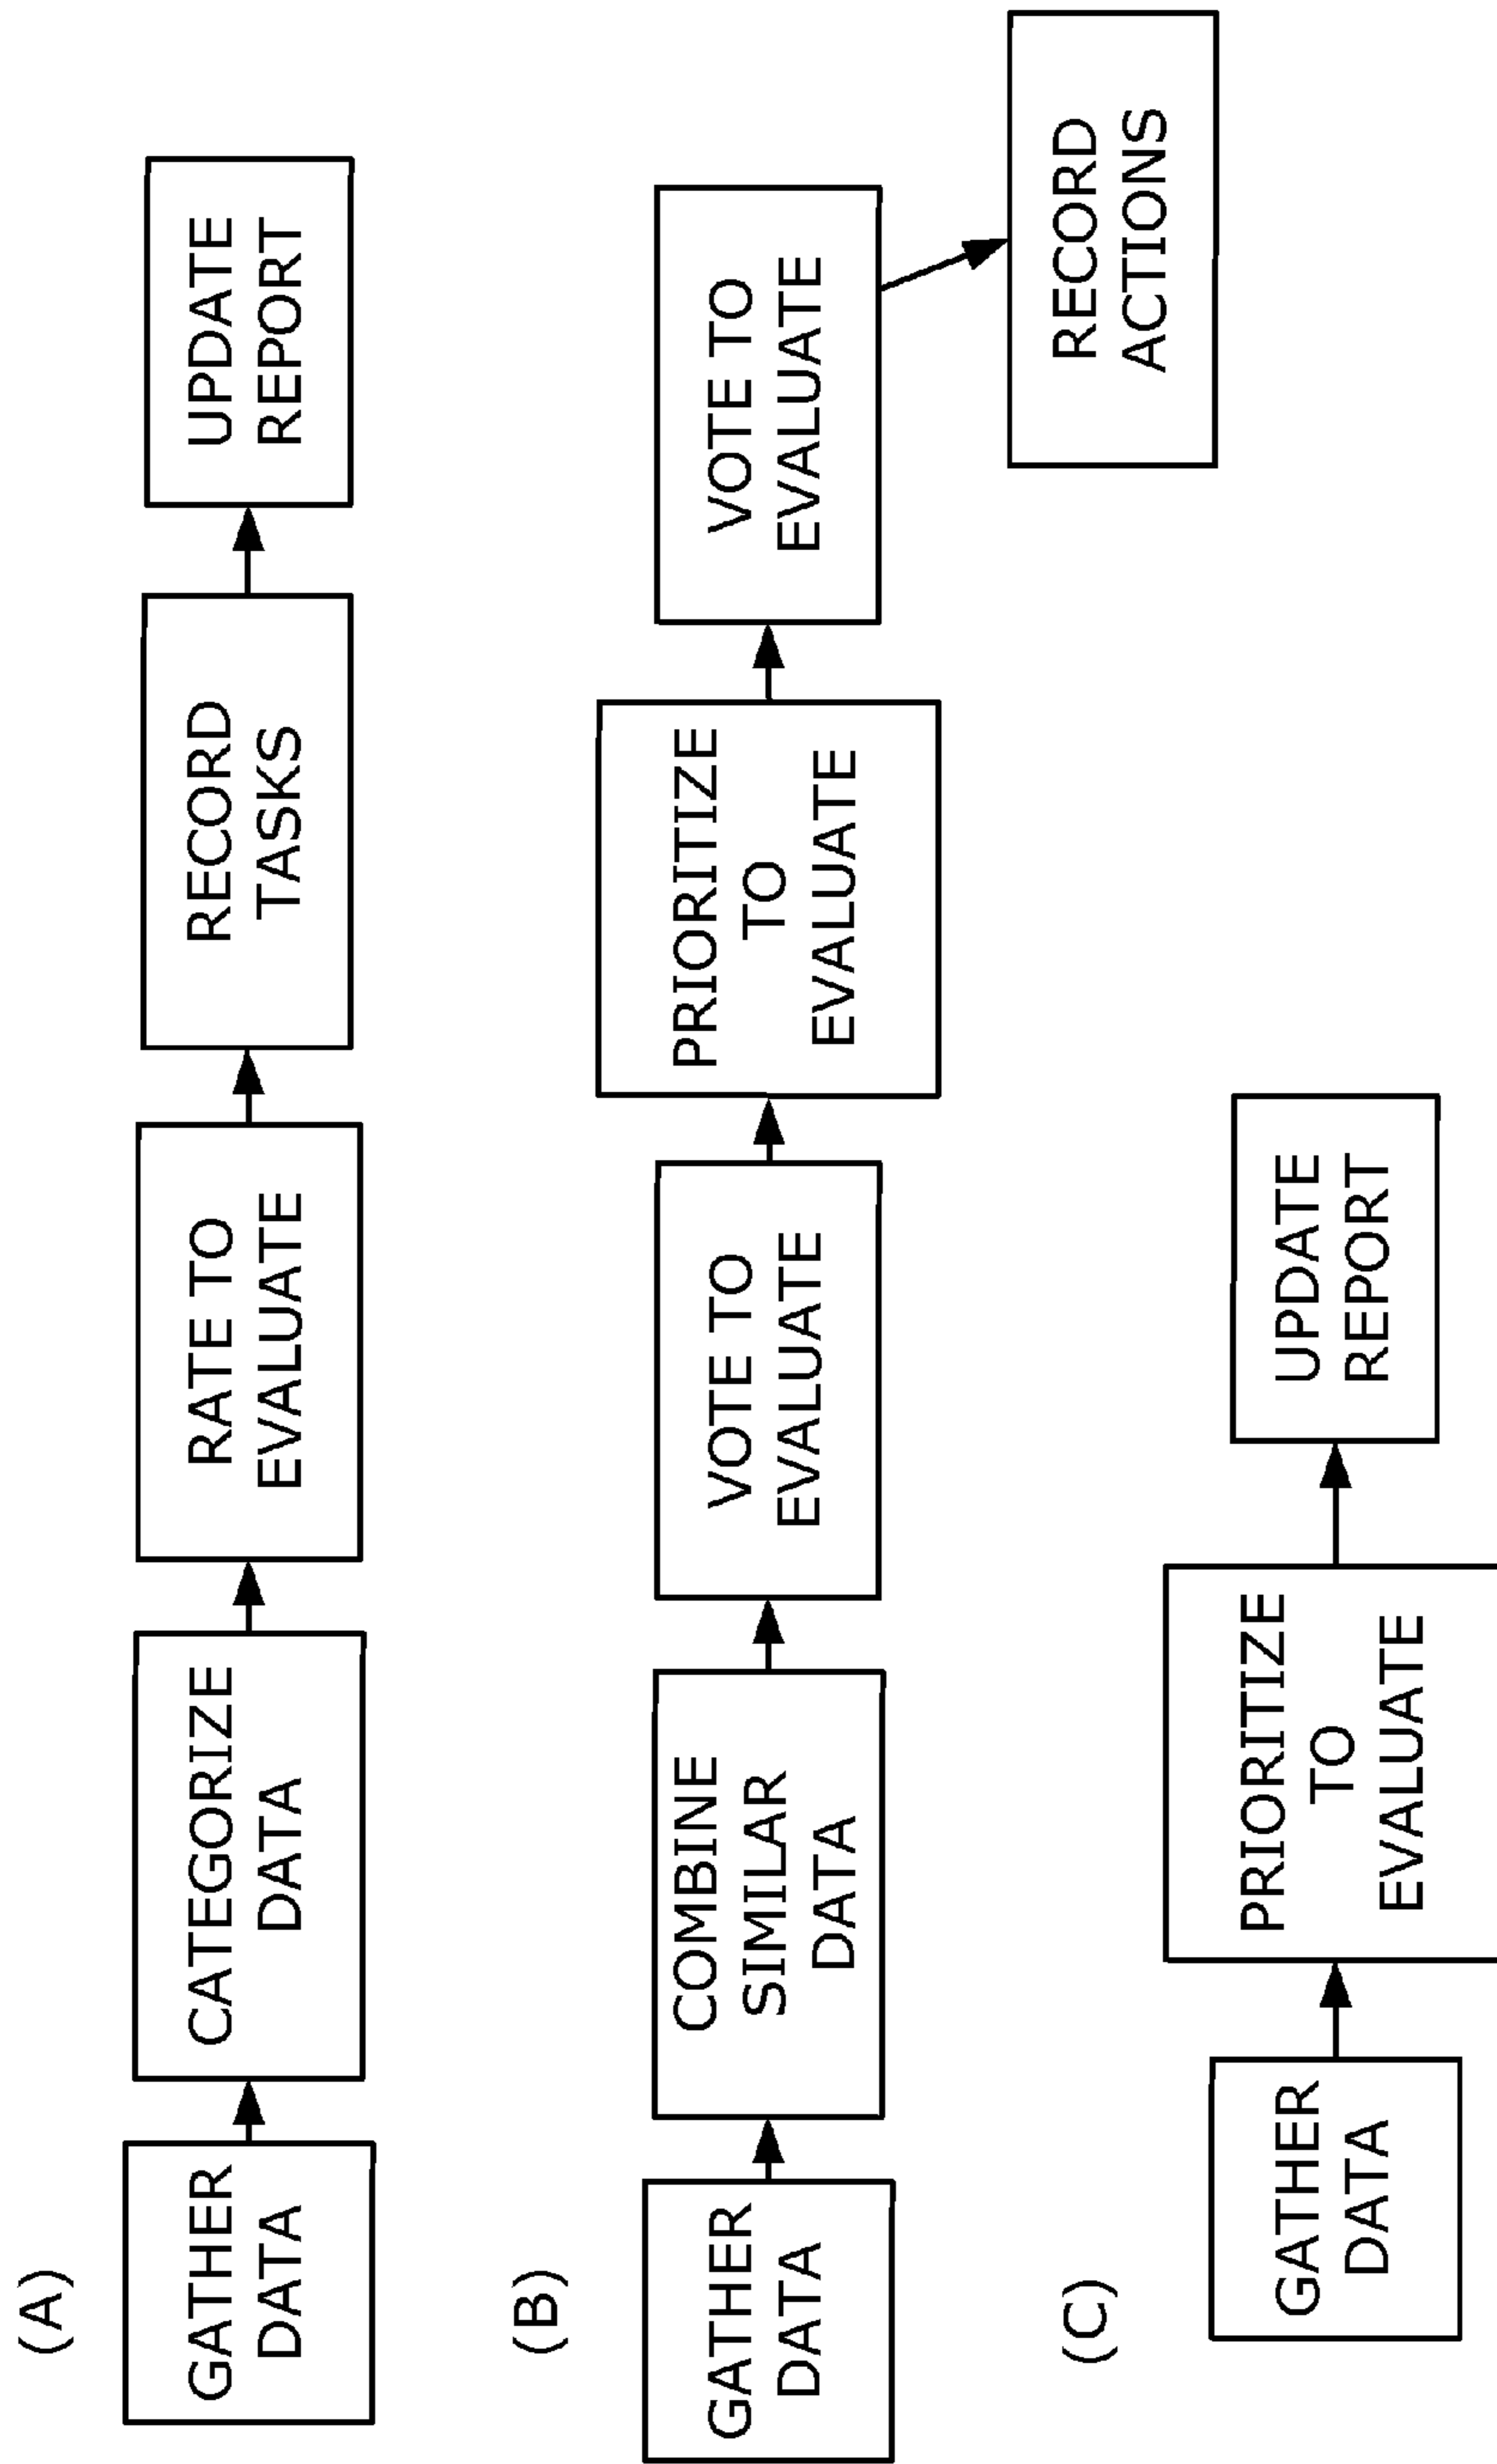 (A)
GATHER
DATA
CATEGORIZE
DATA
RATE TO
EVALUATE
RECORD
TASKS
UPDATE
REPORT
(B)
GATHER
DATA
COMBINE
SIMILAR
DATA
VOTE TO
EVALUATE
PRIORITIZE
TO
EVALUATE
VOTE TO
EVALUATE
RECORD
ACTIONS
(C)
GATHER
DATA
PRIORITIZE
TO
EVALUATE
UPDATE
REPORT